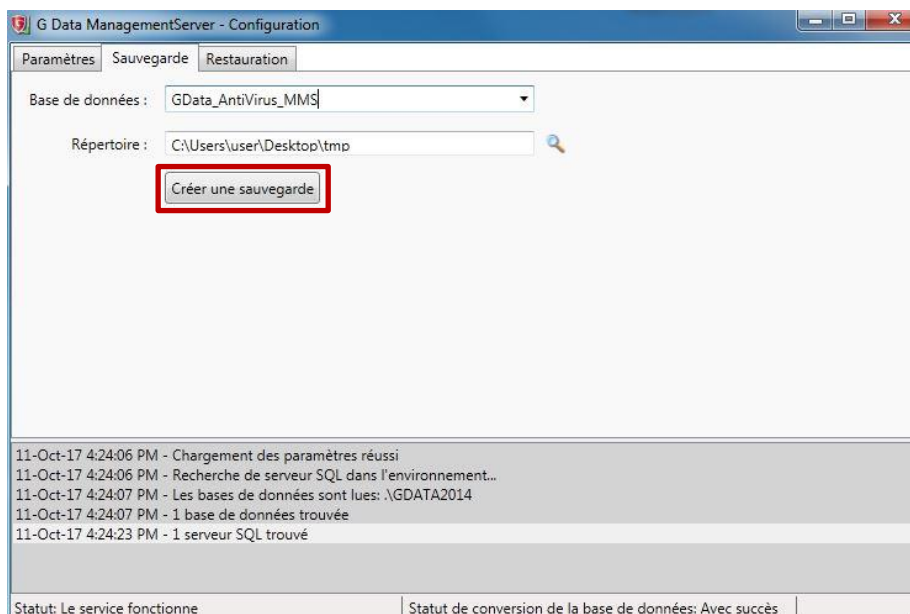 G Data ManagementServer - Configuration
Paramètres Sauvegarde Restauration
Base de données : GData_AntiVirus_MMS
Répertoire : C:\Users\user\Desktop\tmp
Créer une sauvegarde
11-Oct-17 4:24:06 PM - Chargement des paramètres réussi
11-Oct-17 4:24:06 PM - Recherche de serveur SQL dans l'environnement...
11-Oct-17 4:24:07 PM - Les bases de données sont lues: .\GDATA2014
11-Oct-17 4:24:07 PM - 1 base de données trouvée
11-Oct-17 4:24:23 PM - 1 serveur SQL trouvé
Statut: Le service fonctionne Statut de conversion de la base de données: Avec succès